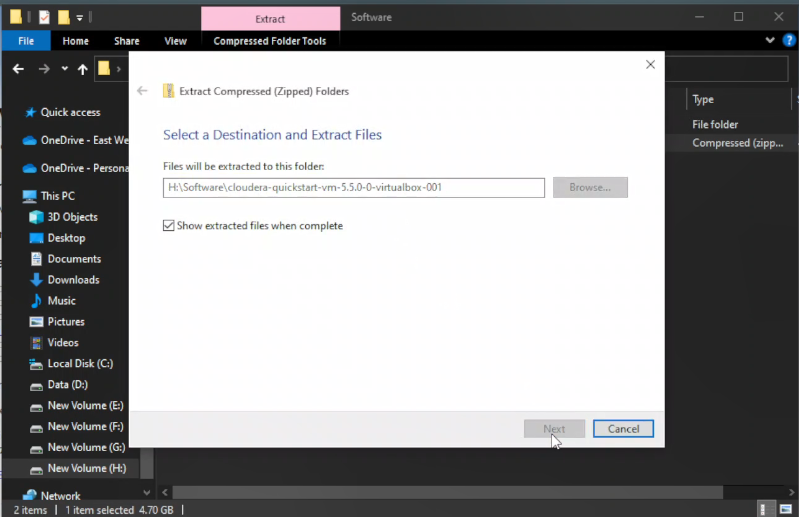 Extract
Software
File
Home
Share
View
Compressed Folder Tools
Extract Compressed (Zipped) Folders
Type
Quick access
Select a Destination and Extract Files
File folder
OneDrive - East We
Compressed (zipp...
OneDrive - Persona
Files will be extracted to this folder:
This PC
H:\Software\cloudera-quickstart-vm-5.5.0-0-virtualbox-001
Browse...
3D Objects
Show extracted files when complete
Desktop
Documents
Downloads
Music
Pictures
Videos
Local Disk (C:)
Data (D:)
New Volume (E:)
New Volume (F:)
Next
Cancel
New Volume (G:)
New Volume (H:)
Network
2 items
1 item selected 4.70 GB